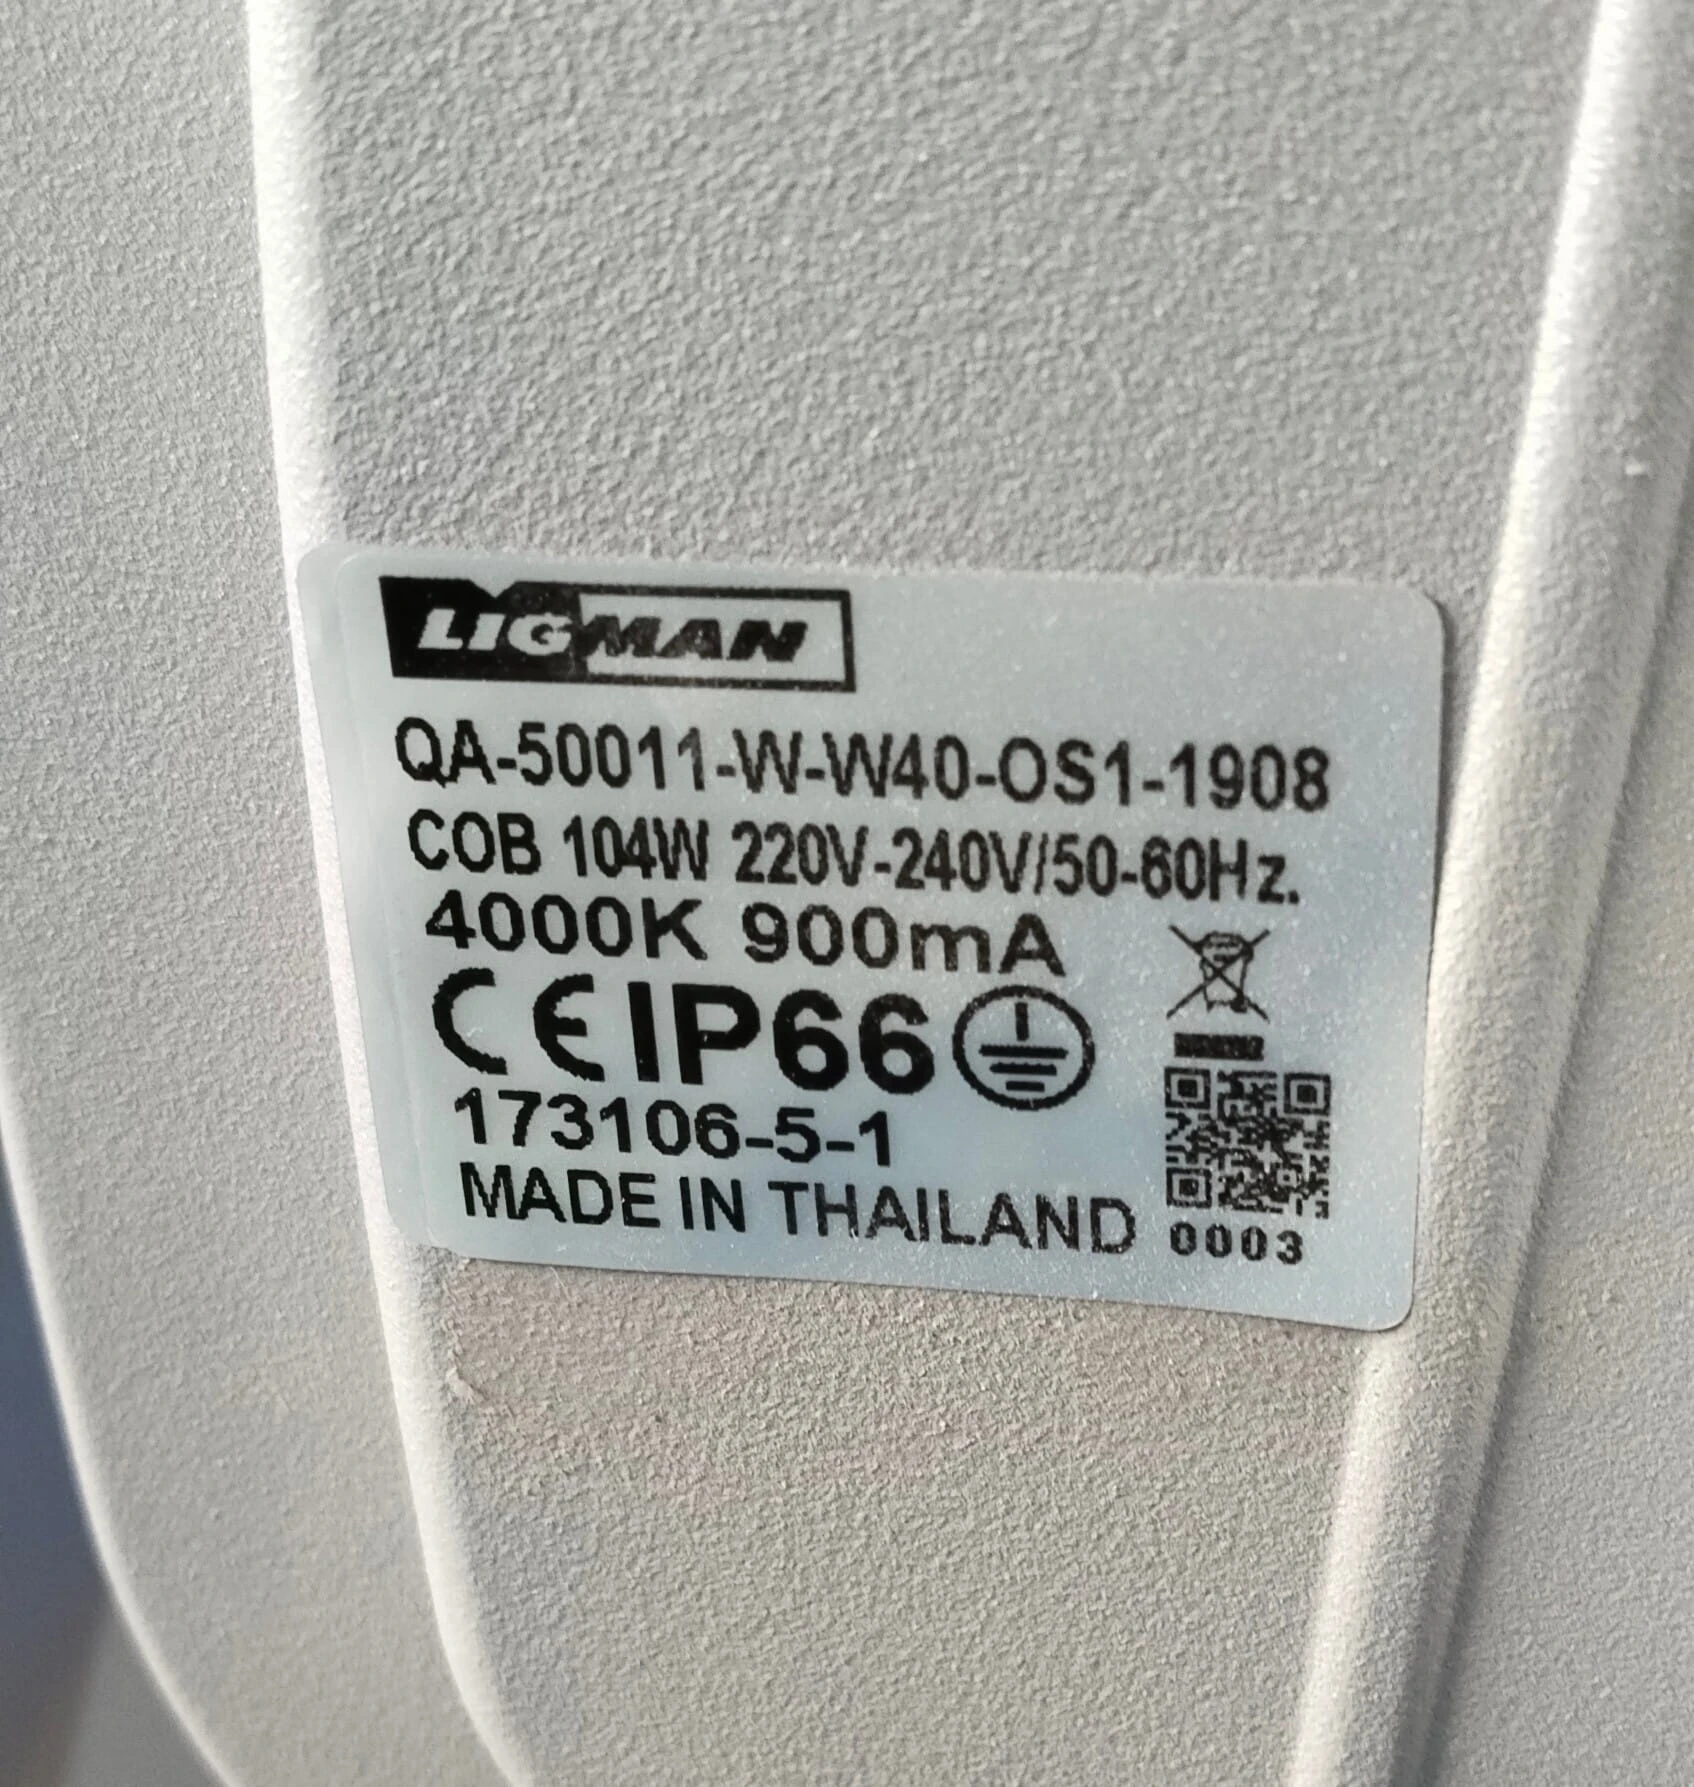 LIGMAN
QA-50011-W-W40-OS1-1908
COB 104W 220V-240V/50-60Hz.
4000K 900mA
CE IP66
173106-5-1
MADE IN THAILAND
0003